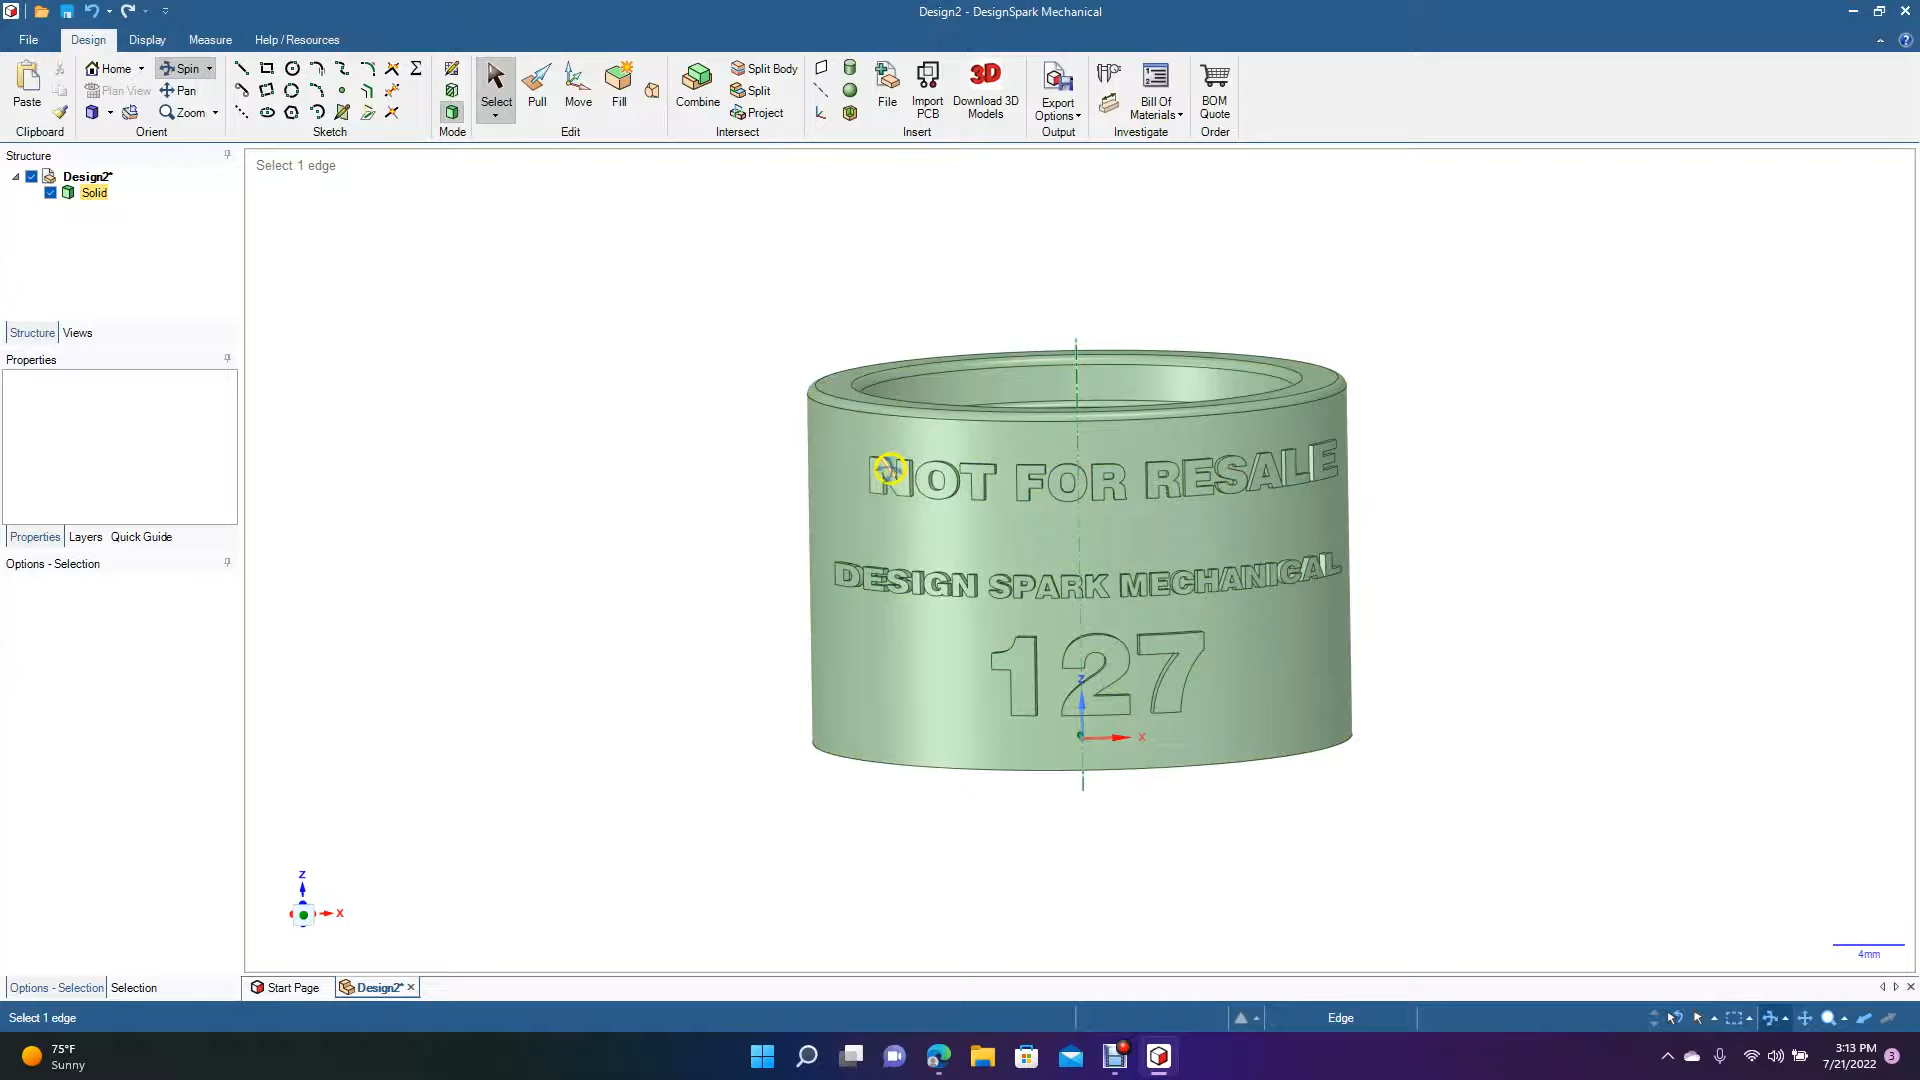 Design2 - DesignSpark Mechanical
File Design Display Measure Help / Resources
Paste Home Spin Plan View Pan Zoom Select Pull Move Fill Combine Split Body Split Project File Import PCB Download 3D Models Export Options Bill Of Materials BOM Quote
Clipboard Orient Sketch Mode Edit Intersect Insert Output Investigate Order
Structure
Design2*
Solid
Structure Views
Properties
Properties Layers Quick Guide
Options - Selection
Select 1 edge
NOT FOR RESALE
DESIGN SPARK MECHANICAL
127
Z
X
Z
X
4mm
Options - Selection Selection Start Page Design2*
Select 1 edge Edge
75°F
Sunny
3:13 PM
7/21/2022
3